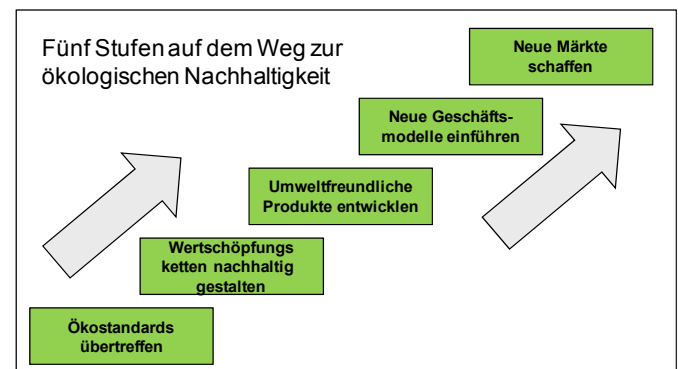 Fünf Stufen auf dem Weg zur
ökologischen Nachhaltigkeit
Neue Märkte
schaffen
Neue Geschäfts-
modelle einführen
Umweltfreundliche
Produkte entwicklen
Wertschöpfungs
ketten nachhaltig
gestalten
Ökostandards
übertreffen